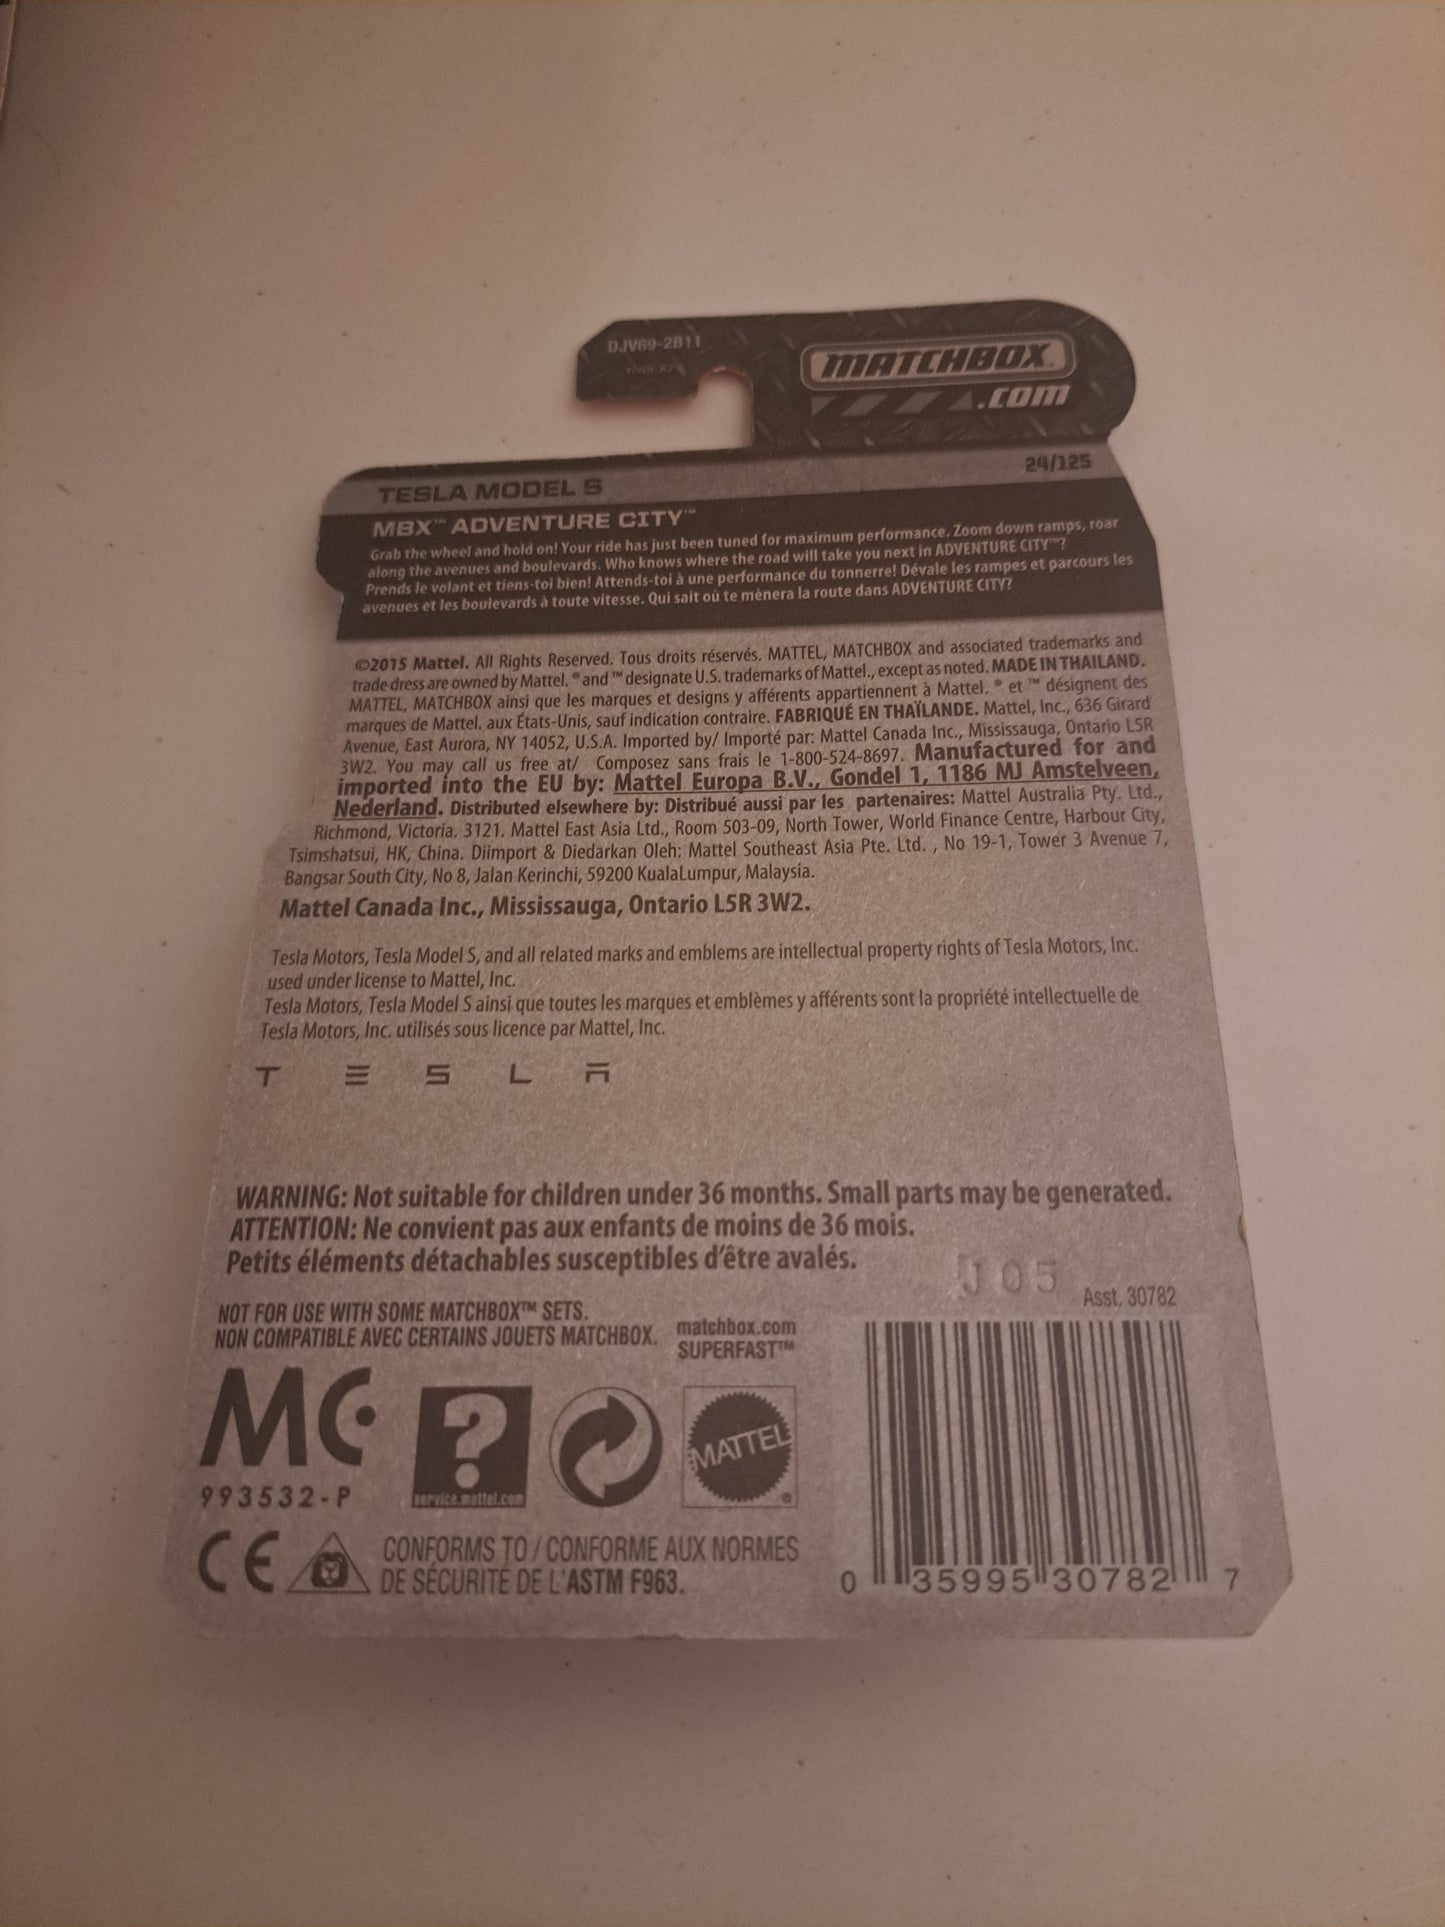 DJV69-2B11
MATCHBOX
.com
24/125
TESLA MODEL S
MBX™ ADVENTURE CITY™
Grab the wheel and hold on! Your ride has just been tuned for maximum performance. Zoom down ramps, roar
along the avenues and boulevards. Who knows where the road will take you next in ADVENTURE CITY™?
Prends le volant et tiens-toi bien! Attends-toi à une performance du tonnerre! Dévale les rampes et parcours les
avenues et les boulevards à toute vitesse. Qui sait où te mènera la route dans ADVENTURE CITY?
©2015 Mattel. All Rights Reserved. Tous droits réservés. MATTEL, MATCHBOX and associated trademarks and
trade dress are owned by Mattel. ® and ™ designate U.S. trademarks of Mattel., except as noted. MADE IN THAILAND.
MATTEL, MATCHBOX ainsi que les marques et designs y afférents appartiennent à Mattel. ® et ™ désignent des
marques de Mattel. aux États-Unis, sauf indication contraire. FABRIQUÉ EN THAÏLANDE. Mattel, Inc., 636 Girard
Avenue, East Aurora, NY 14052, U.S.A. Imported by/ Importé par: Mattel Canada Inc., Mississauga, Ontario L5R
3W2. You may call us free at/ Composez sans frais le 1-800-524-8697. Manufactured for and
imported into the EU by: Mattel Europa B.V., Gondel 1, 1186 MJ Amstelveen,
Nederland. Distributed elsewhere by: Distribué aussi par les partenaires: Mattel Australia Pty. Ltd.,
Richmond, Victoria. 3121. Mattel East Asia Ltd., Room 503-09, North Tower, World Finance Centre, Harbour City,
Tsimshatsui, HK, China. Diimport & Diedarkan Oleh: Mattel Southeast Asia Pte. Ltd. , No 19-1, Tower 3 Avenue 7,
Bangsar South City, No 8, Jalan Kerinchi, 59200 KualaLumpur, Malaysia.
Mattel Canada Inc., Mississauga, Ontario L5R 3W2.
Tesla Motors, Tesla Model S, and all related marks and emblems are intellectual property rights of Tesla Motors, Inc.
used under license to Mattel, Inc.
Tesla Motors, Tesla Model S ainsi que toutes les marques et emblèmes y afférents sont la propriété intellectuelle de
Tesla Motors, Inc. utilisés sous licence par Mattel, Inc.
TESLA
WARNING: Not suitable for children under 36 months. Small parts may be generated.
ATTENTION: Ne convient pas aux enfants de moins de 36 mois.
Petits éléments détachables susceptibles d'être avalés.
J05
Asst. 30782
NOT FOR USE WITH SOME MATCHBOX™ SETS.
NON COMPATIBLE AVEC CERTAINS JOUETS MATCHBOX.
matchbox.com
SUPERFAST™
MC
993532-P
?
service.mattel.com
MATTEL®
CE
CONFORMS TO / CONFORME AUX NORMES
DE SÉCURITÉ DE L'ASTM F963.
0 35995 30782 7